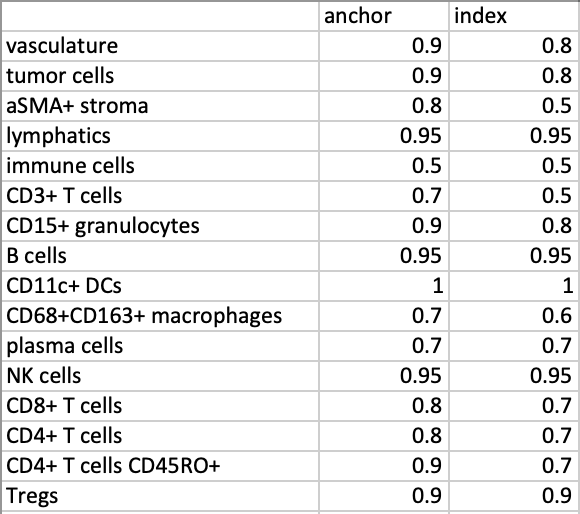 anchor index
vasculature 0.9 0.8
tumor cells 0.9 0.8
aSMA+ stroma 0.8 0.5
lymphatics 0.95 0.95
immune cells 0.5 0.5
CD3+ T cells 0.7 0.5
CD15+ granulocytes 0.9 0.8
B cells 0.95 0.95
CD11c+ DCs 1 1
CD68+CD163+ macrophages 0.7 0.6
plasma cells 0.7 0.7
NK cells 0.95 0.95
CD8+ T cells 0.8 0.7
CD4+ T cells 0.8 0.7
CD4+ T cells CD45RO+ 0.9 0.7
Tregs 0.9 0.9